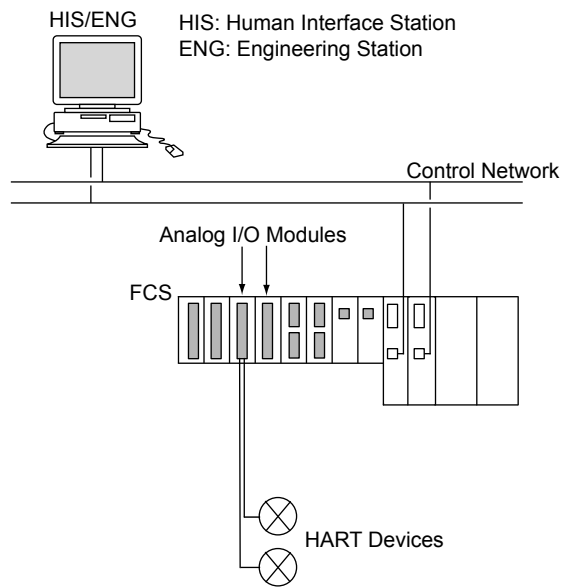 HIS/ENG
HIS: Human Interface Station
ENG: Engineering Station
Control Network
Analog I/O Modules
FCS
HART Devices